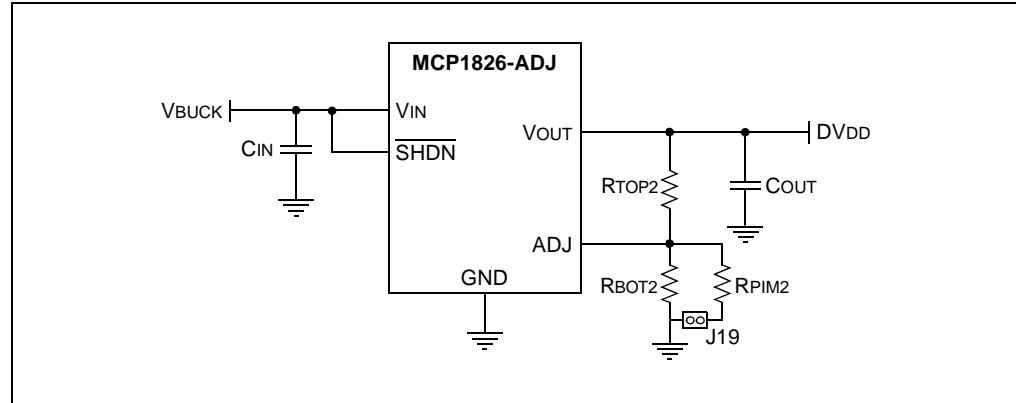 MCP1826-ADJ
VBUCK
VIN
CIN
SHDN
VOUT
DVDD
RTOP2
COUT
ADJ
GND
RBOT2
RPIM2
J19